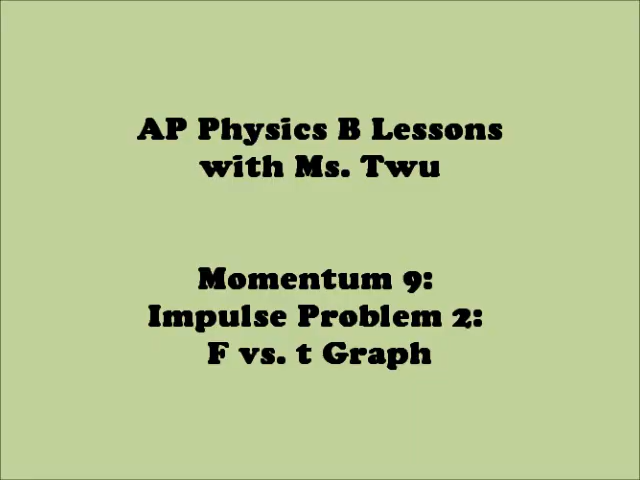 AP Physics B Lessons
with Ms. Twu
Momentum 9:
Impulse Problem 2:
F vs. t Graph